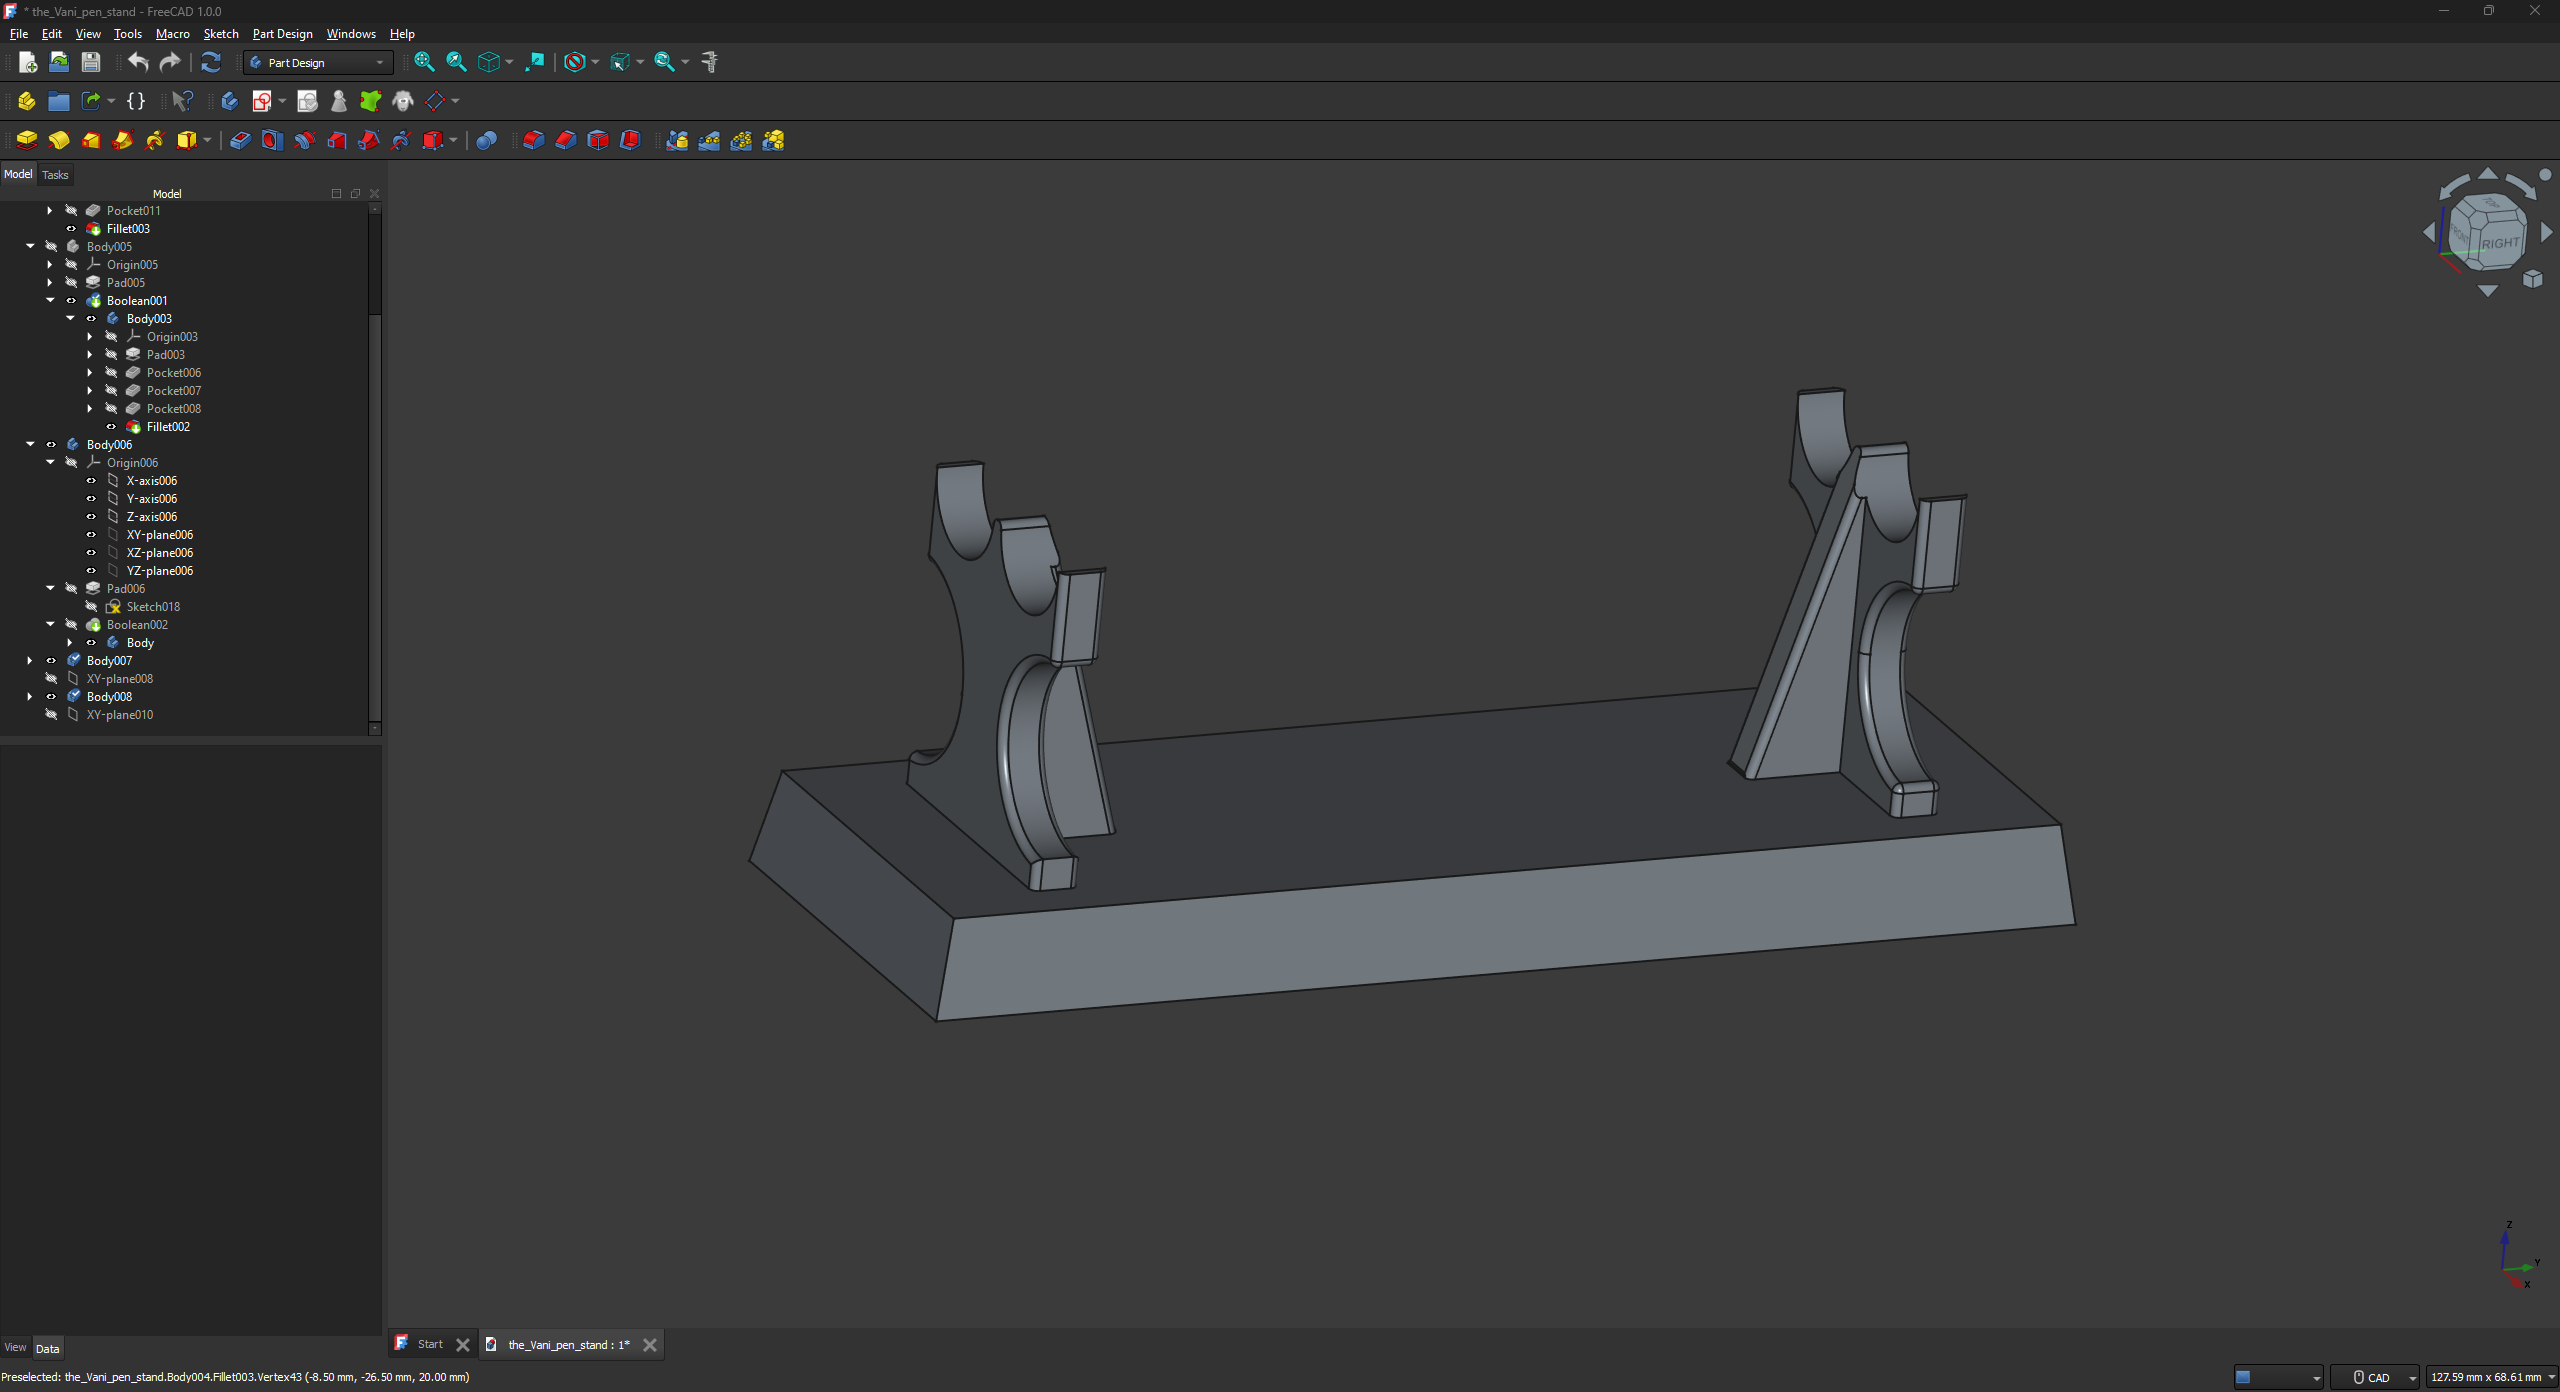 * the_Vani_pen_stand - FreeCAD 1.0.0
File Edit View Tools Macro Sketch Part Design Windows Help
Part Design
Model Tasks
Model
Pocket011
Fillet003
Body005
Origin005
Pad005
Boolean001
Body003
Origin003
Pad003
Pocket006
Pocket007
Pocket008
Fillet002
Body006
Origin006
X-axis006
Y-axis006
Z-axis006
XY-plane006
XZ-plane006
YZ-plane006
Pad006
Sketch018
Boolean002
Body
Body007
XY-plane008
Body008
XY-plane010
TOP
FRONT
RIGHT
Z
Y
X
View Data
Start
the_Vani_pen_stand : 1*
Preselected: the_Vani_pen_stand.Body004.Fillet003.Vertex43 (-8.50 mm, -26.50 mm, 20.00 mm)
CAD
127.59 mm x 68.61 mm